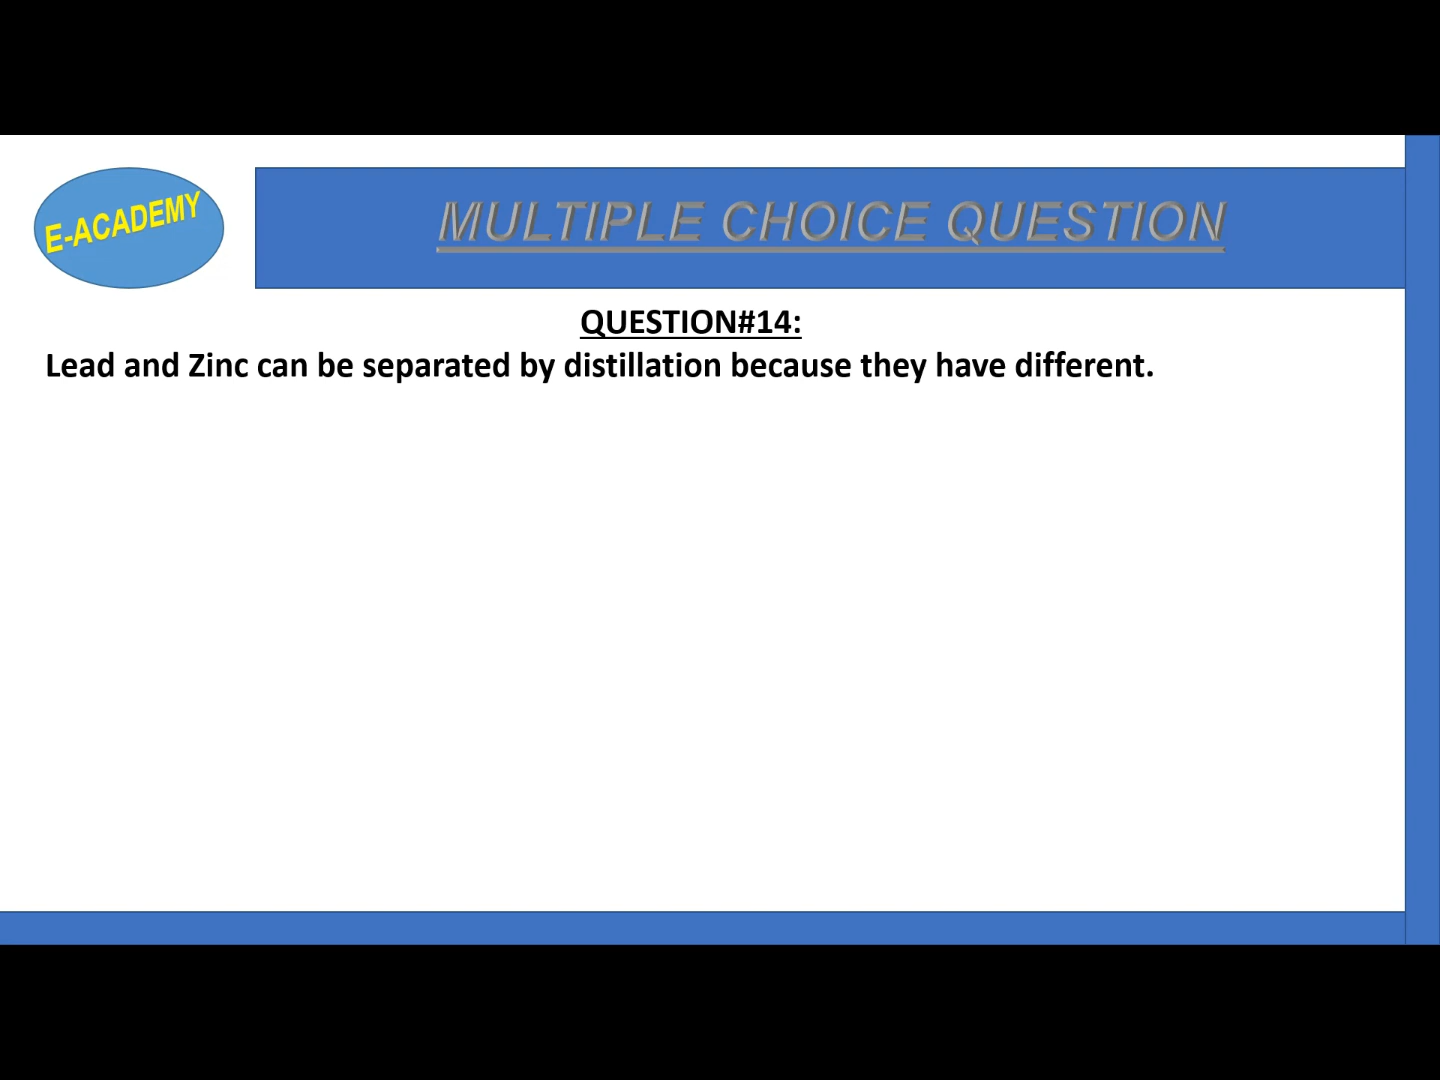 E-ACADEMY
MULTIPLE CHOICE QUESTION
QUESTION#14:
Lead and Zinc can be separated by distillation because they have different.